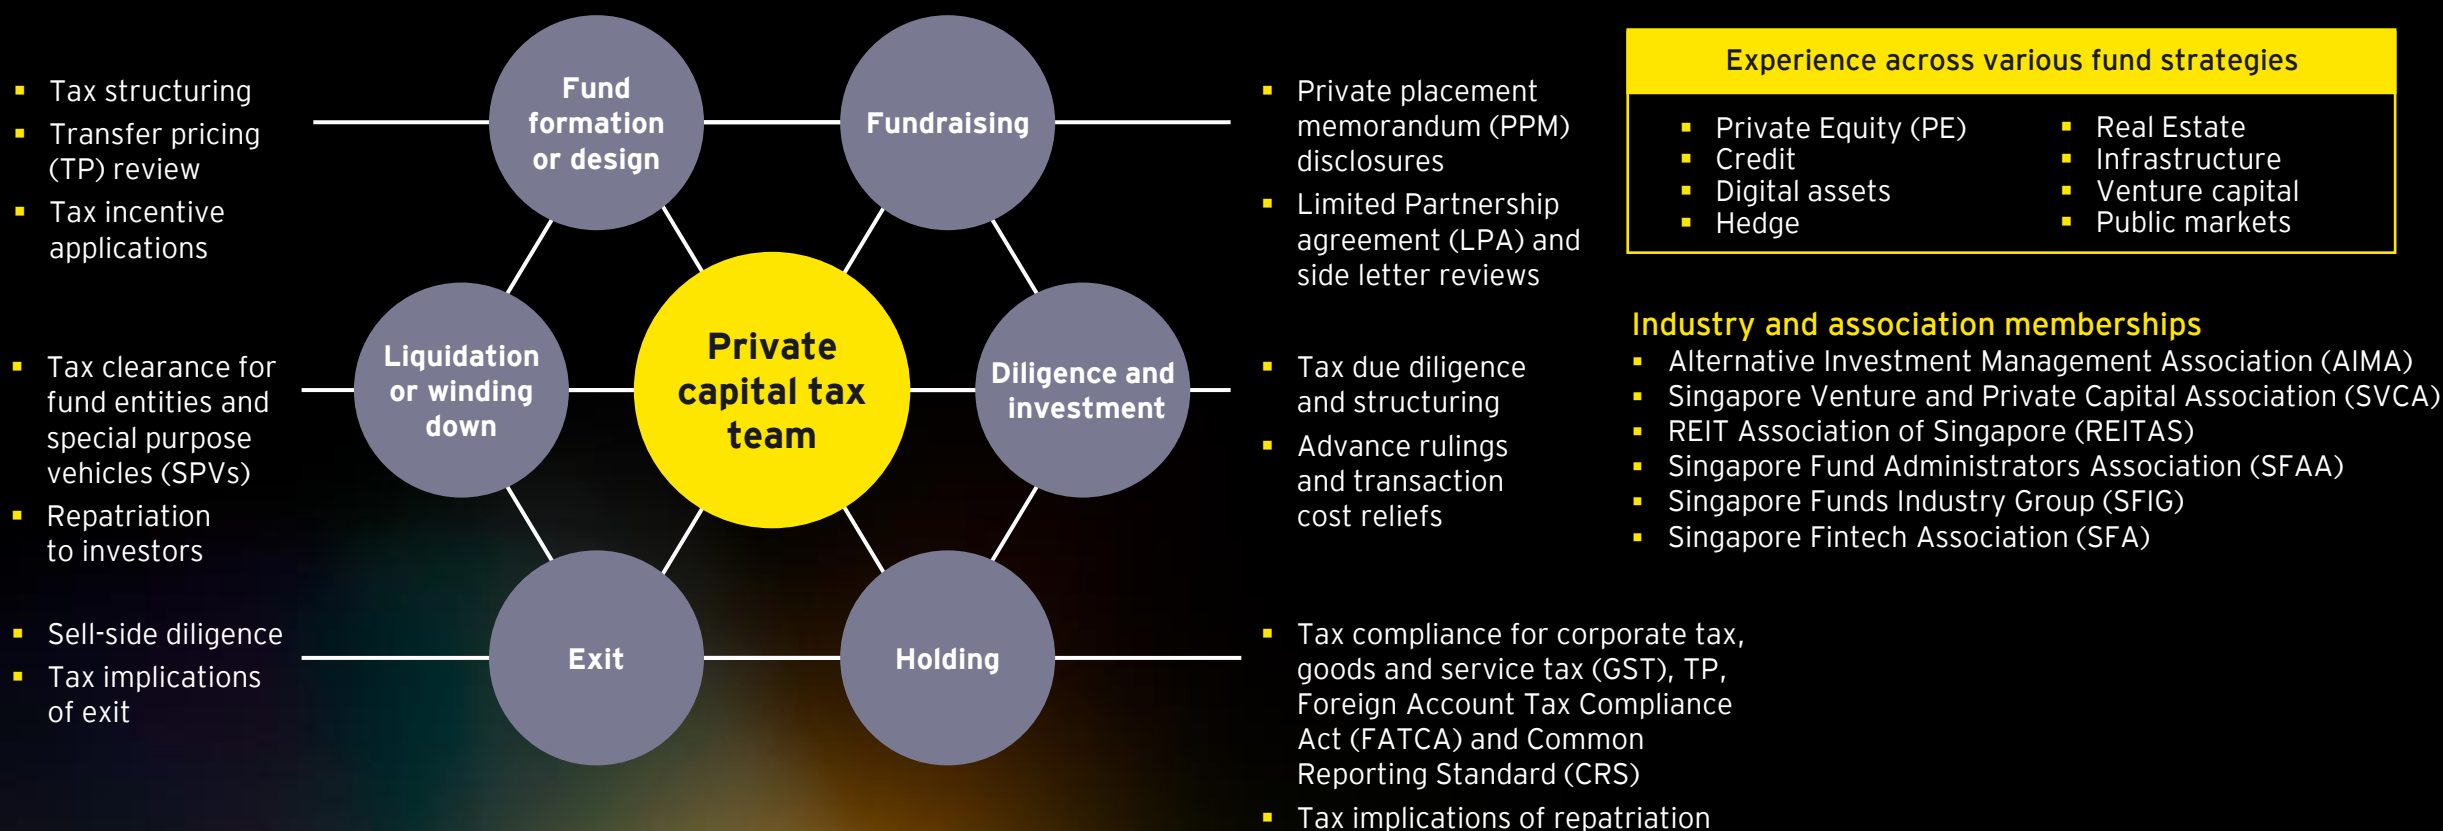 Tax structuring
Transfer pricing
(TP) review
Tax incentive
applications
Fund
formation
or design
Fundraising
Private placement
memorandum (PPM)
disclosures
Limited Partnership
agreement (LPA) and
side letter reviews
Experience across various fund strategies
Private Equity (PE)
Credit
Digital assets
Hedge
Real Estate
Infrastructure
Venture capital
Public markets
Tax clearance for
fund entities and
special purpose
vehicles (SPVs)
Repatriation
to investors
Liquidation
or winding
down
Private
capital tax
team
Diligence and
investment
Tax due diligence
and structuring
Advance rulings
and transaction
cost reliefs
Industry and association memberships
Alternative Investment Management Association (AIMA)
Singapore Venture and Private Capital Association (SVCA)
REIT Association of Singapore (REITAS)
Singapore Fund Administrators Association (SFAA)
Singapore Funds Industry Group (SFIG)
Singapore Fintech Association (SFA)
Sell-side diligence
Tax implications
of exit
Exit
Holding
Tax compliance for corporate tax,
goods and service tax (GST), TP,
Foreign Account Tax Compliance
Act (FATCA) and Common
Reporting Standard (CRS)
Tax implications of repatriation